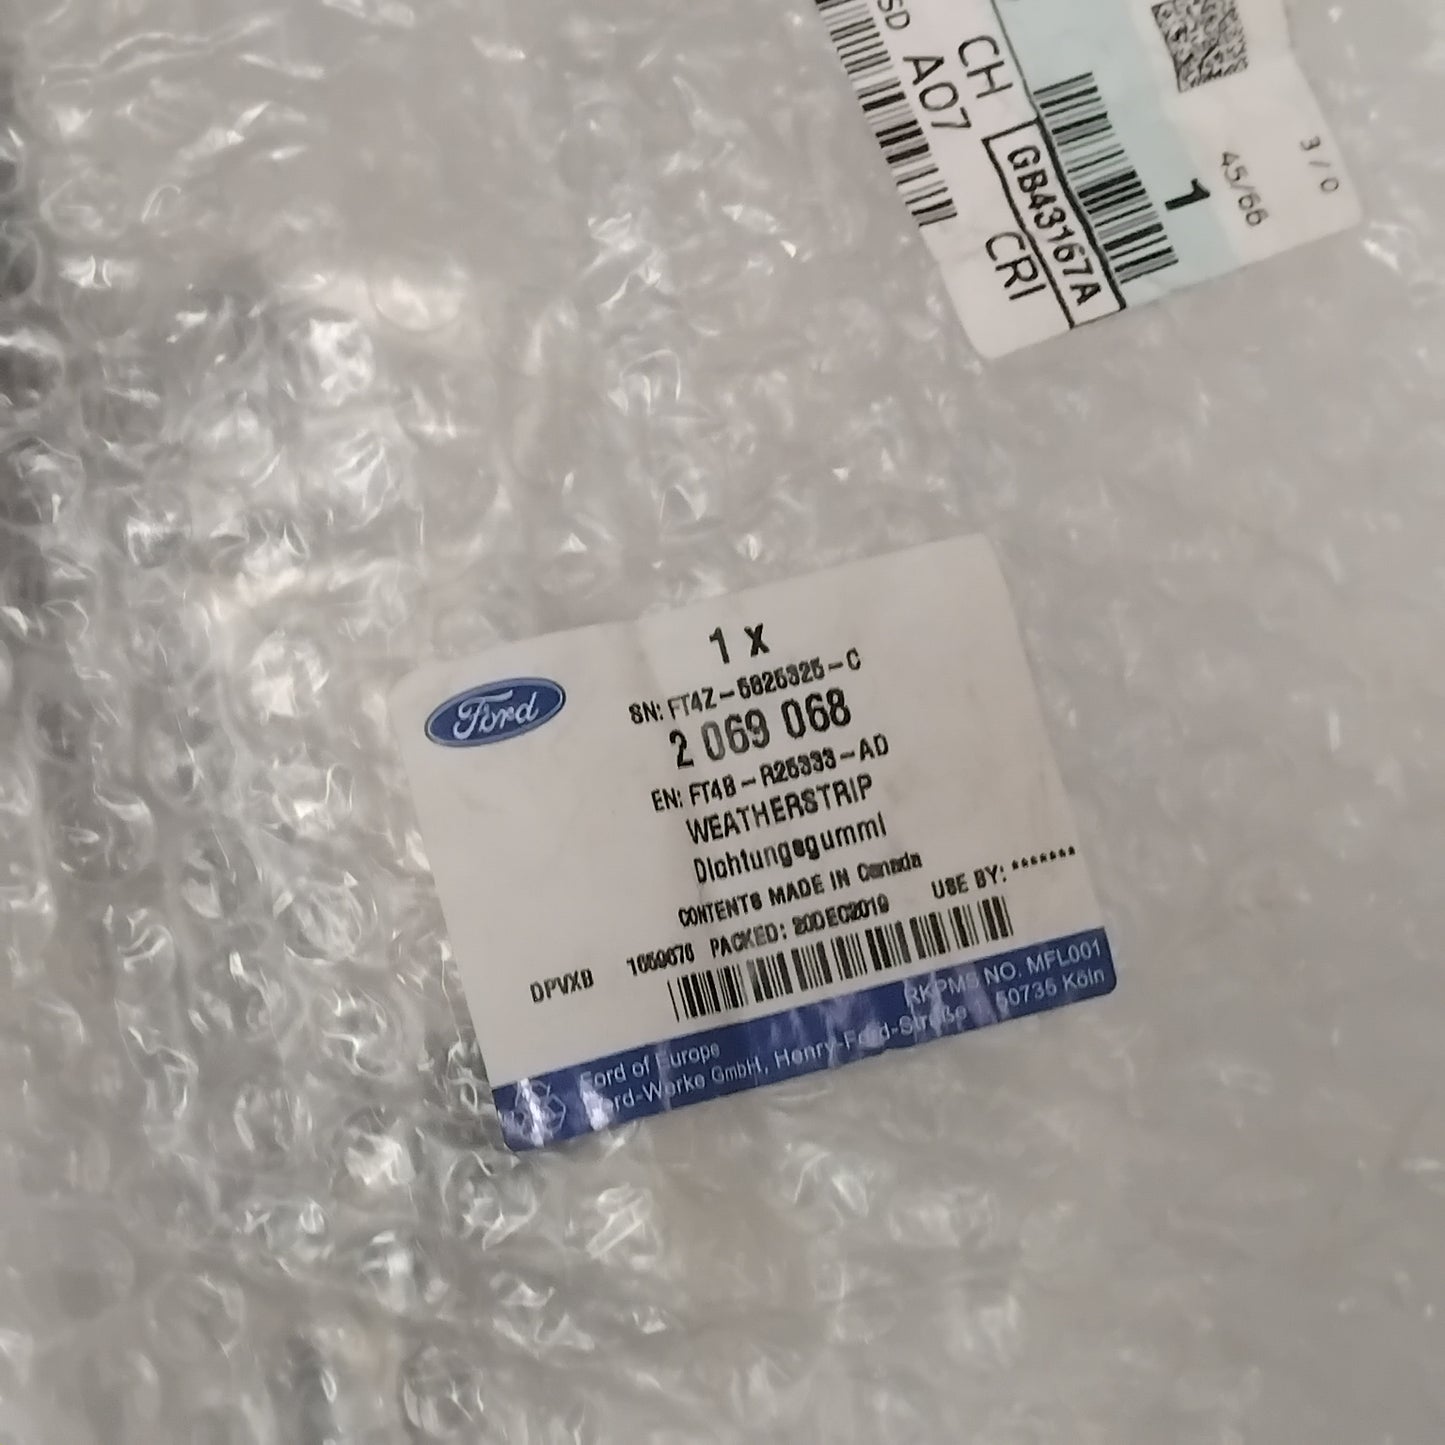 SD
A07
CH
GB43167A
CRI
1
45/66
3/0
Ford
1 x
SN: FT4Z-5825325-C
2 069 068
EN: FT4B-R25333-AD
WEATHERSTRIP
Dichtungsgummi
CONTENTS MADE IN Canada
PACKED: 20DEC2019 USE BY: *******
DPVXB
RKPMS NO. MFL001
Ford of Europe
Ford-Werke GmbH, Henry-Ford-Straße 50735 Köln